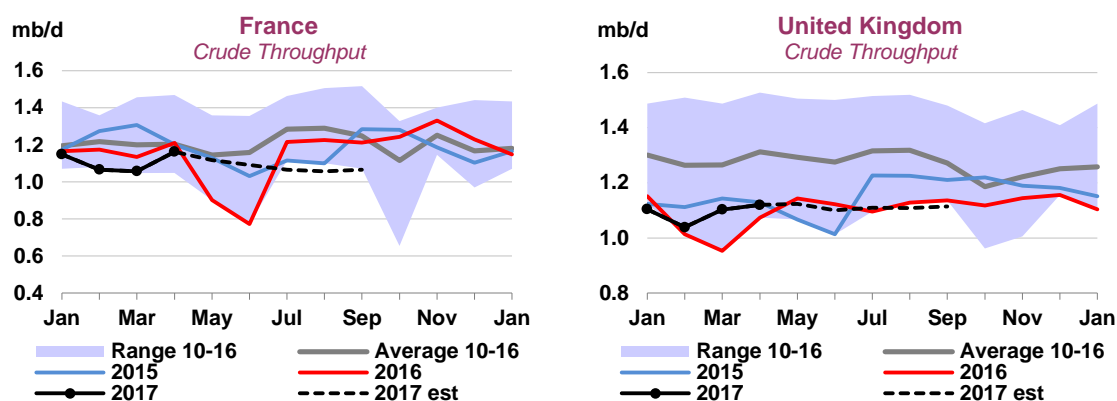 mb/d
France
Crude Throughput
1.6
1.4
1.2
1.0
0.8
0.6
0.4
Jan Mar May Jul Sep Nov Jan
Range 10-16 Average 10-16
2015 2016
2017 2017 est
mb/d
United Kingdom
Crude Throughput
1.6
1.4
1.2
1.0
0.8
Jan Mar May Jul Sep Nov Jan
Range 10-16 Average 10-16
2015 2016
2017 2017 est